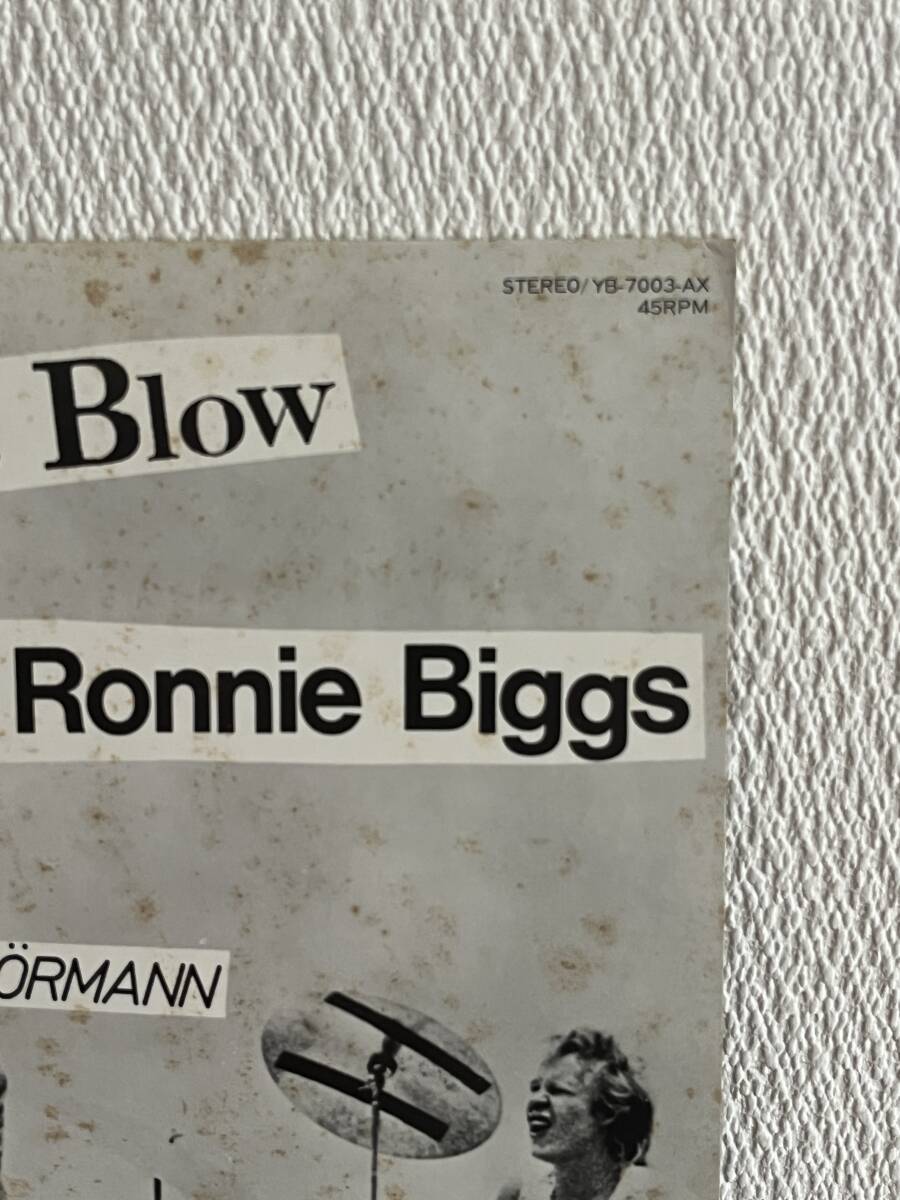 STEREO/YB-7003-AX
45RPM
Blow
Ronnie Biggs
ÖRMANN